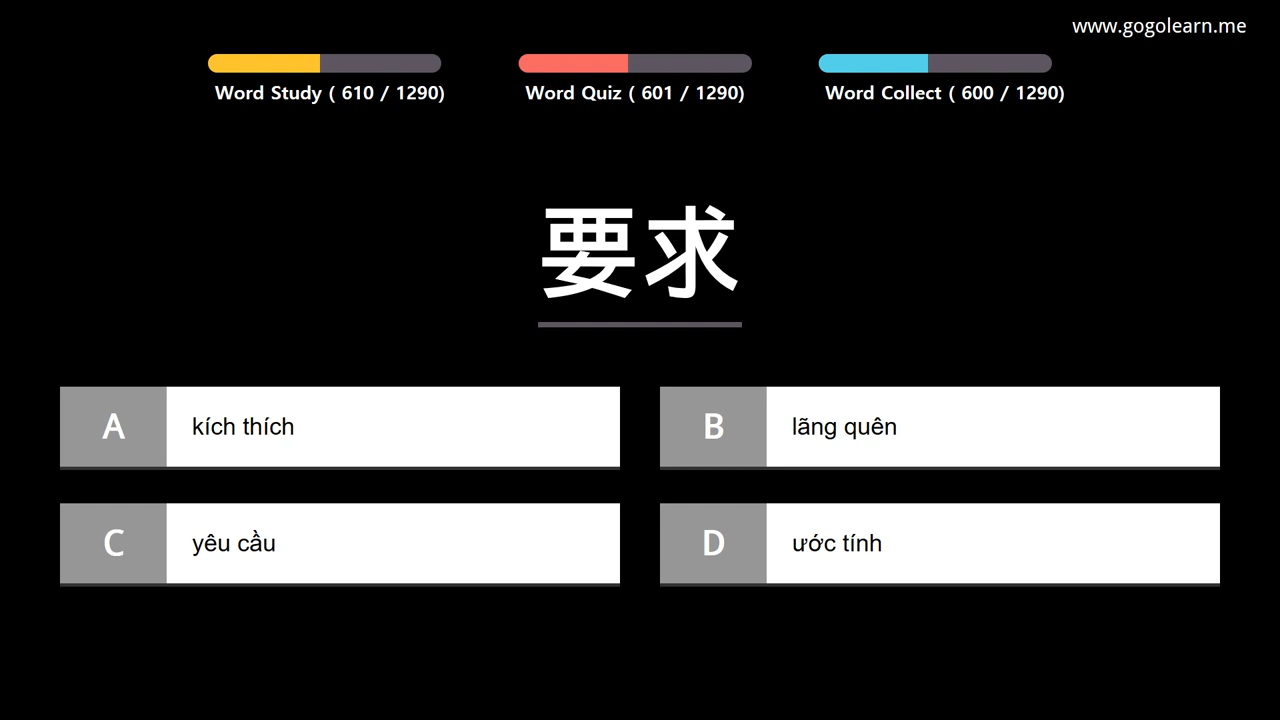 www.gogolearn.me
Word Study ( 610 / 1290)
Word Quiz ( 601 / 1290)
Word Collect ( 600 / 1290)
要求
A kích thích
B lãng quên
C yêu cầu
D ước tính